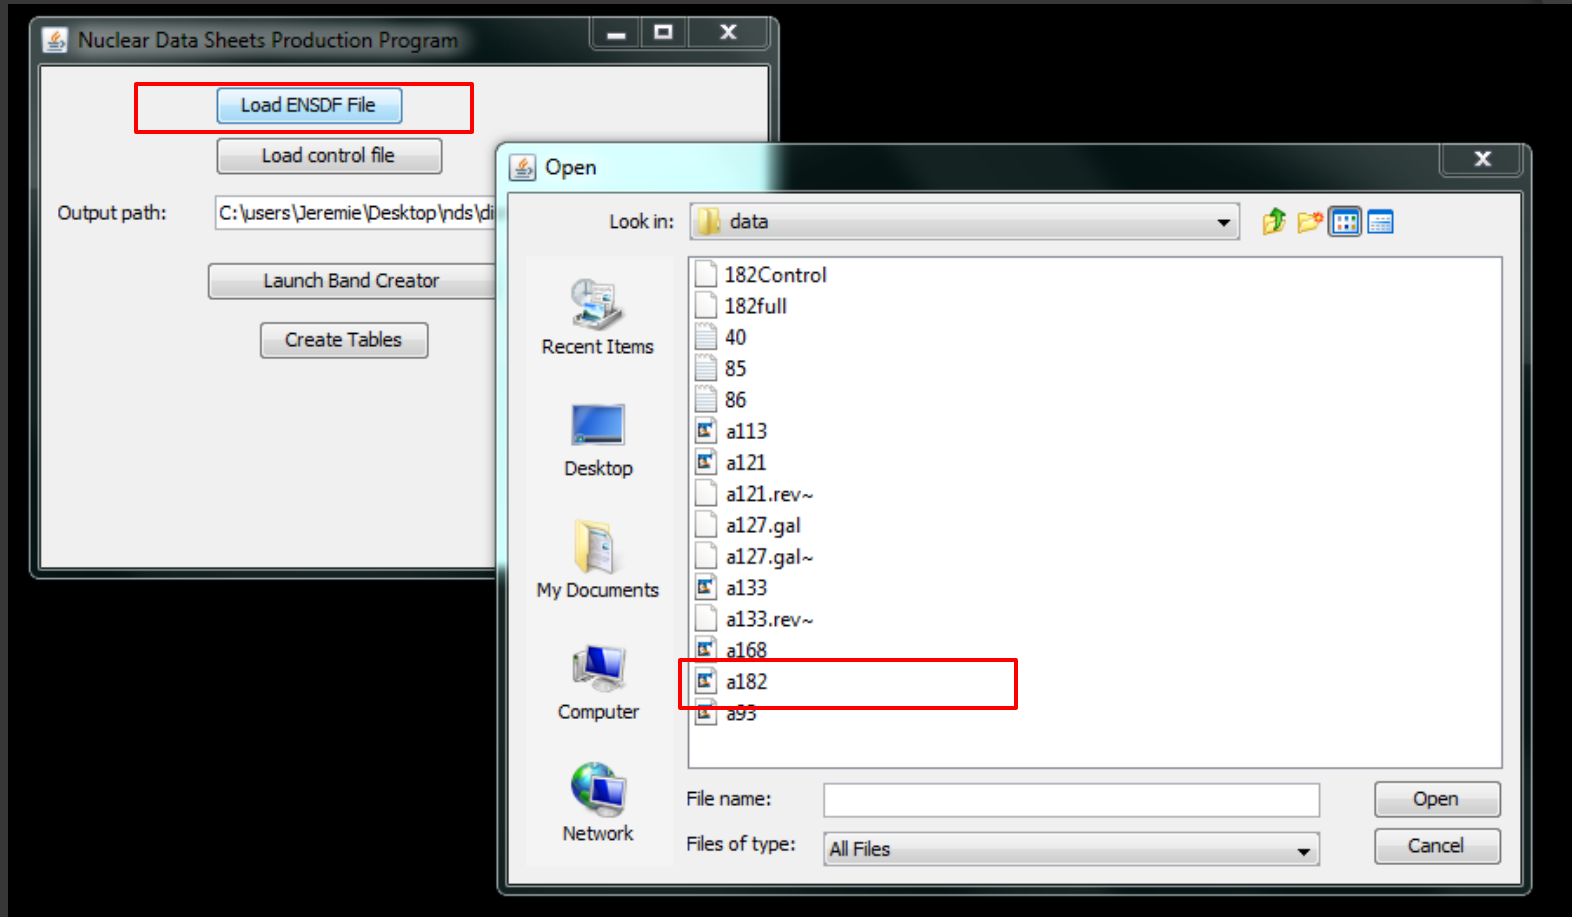 Nuclear Data Sheets Production Program
Load ENSDF File
Load control file
Output path:
C:\users\Jeremie\Desktop\nds\di
Launch Band Creator
Create Tables
Open
Look in:
data
Recent Items
Desktop
My Documents
Computer
Network
182Control
182full
40
85
86
a113
a121
a121.rev~
a127.gal
a127.gal~
a133
a133.rev~
a168
a182
a93
File name:
Open
Files of type:
All Files
Cancel